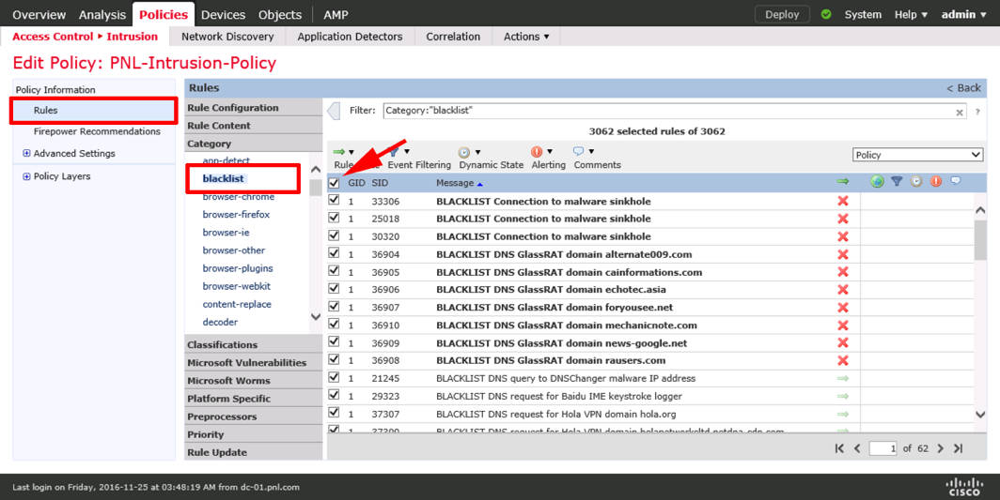 Overview Analysis Policies Devices Objects AMP Deploy System Help admin
Access Control Intrusion Network Discovery Application Detectors Correlation Actions
Edit Policy: PNL-Intrusion-Policy
Policy Information
Rules
Firepower Recommendations
Advanced Settings
Policy Layers
Rules < Back
Rule Configuration
Rule Content
Category
app-detect
blacklist
browser-chrome
browser-firefox
browser-ie
browser-other
browser-plugins
browser-webkit
content-replace
decoder
Classifications
Microsoft Vulnerabilities
Microsoft Worms
Platform Specific
Preprocessors
Priority
Rule Update
Filter: Category:"blacklist" ?
3062 selected rules of 3062
Rule Event Filtering Dynamic State Alerting Comments Policy
GID SID Message
1 33306 BLACKLIST Connection to malware sinkhole
1 25018 BLACKLIST Connection to malware sinkhole
1 30320 BLACKLIST Connection to malware sinkhole
1 36904 BLACKLIST DNS GlassRAT domain alternate009.com
1 36905 BLACKLIST DNS GlassRAT domain cainformations.com
1 36906 BLACKLIST DNS GlassRAT domain echotec.asia
1 36907 BLACKLIST DNS GlassRAT domain foryousee.net
1 36910 BLACKLIST DNS GlassRAT domain mechanicnote.com
1 36909 BLACKLIST DNS GlassRAT domain news-google.net
1 36908 BLACKLIST DNS GlassRAT domain rausers.com
1 21245 BLACKLIST DNS query to DNSChanger malware IP address
1 29323 BLACKLIST DNS request for Baidu IME keystroke logger
1 37307 BLACKLIST DNS request for Hola VPN domain hola.org
1 BLACKLIST DNS request for Hola VPN domain
1 of 62
Last login on Friday, 2016-11-25 at 03:48:19 AM from dc-01.pnl.com
CISCO